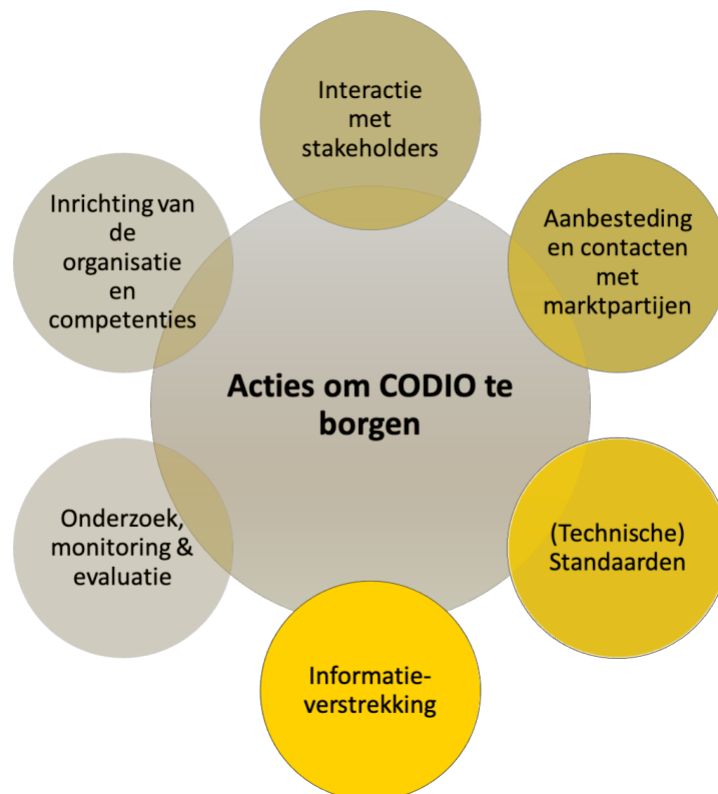 Interactie
met
stakeholders
Aanbesteding
en contacten
met
marktpartijen
(Technische)
Standaarden
Informatie-
verstrekking
Onderzoek,
monitoring &
evaluatie
Inrichting van
de
organisatie
en
competenties
Acties om CODIO te
borgen